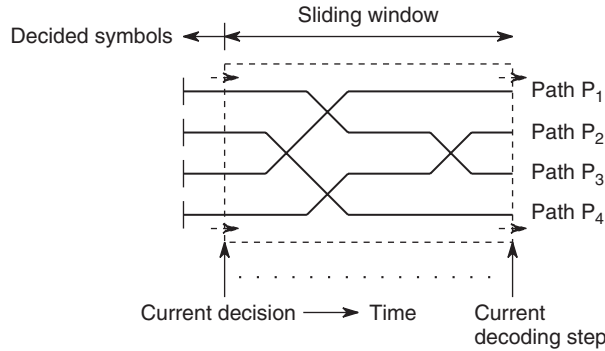 Sliding window
Decided symbols
Path P1
Path P2
Path P3
Path P4
Current decision
Time
Current
decoding step